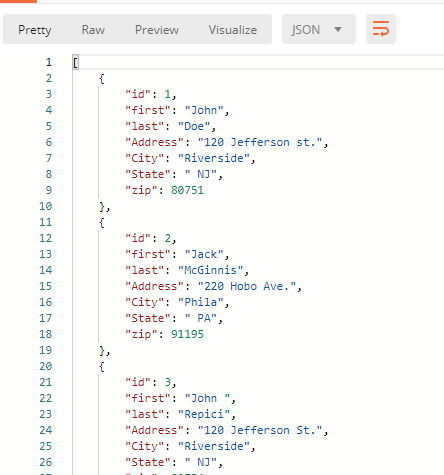 Pretty Raw Preview Visualize JSON
1 [
2 {
3 "id": 1,
4 "first": "John",
5 "last": "Doe",
6 "Address": "120 Jefferson st.",
7 "City": "Riverside",
8 "State": " NJ",
9 "zip": 80751
10 },
11 {
12 "id": 2,
13 "first": "Jack",
14 "last": "McGinnis",
15 "Address": "220 Hobo Ave.",
16 "City": "Phila",
17 "State": " PA",
18 "zip": 91195
19 },
20 {
21 "id": 3,
22 "first": "John ",
23 "last": "Repici",
24 "Address": "120 Jefferson St.",
25 "City": "Riverside",
26 "State": " NJ",